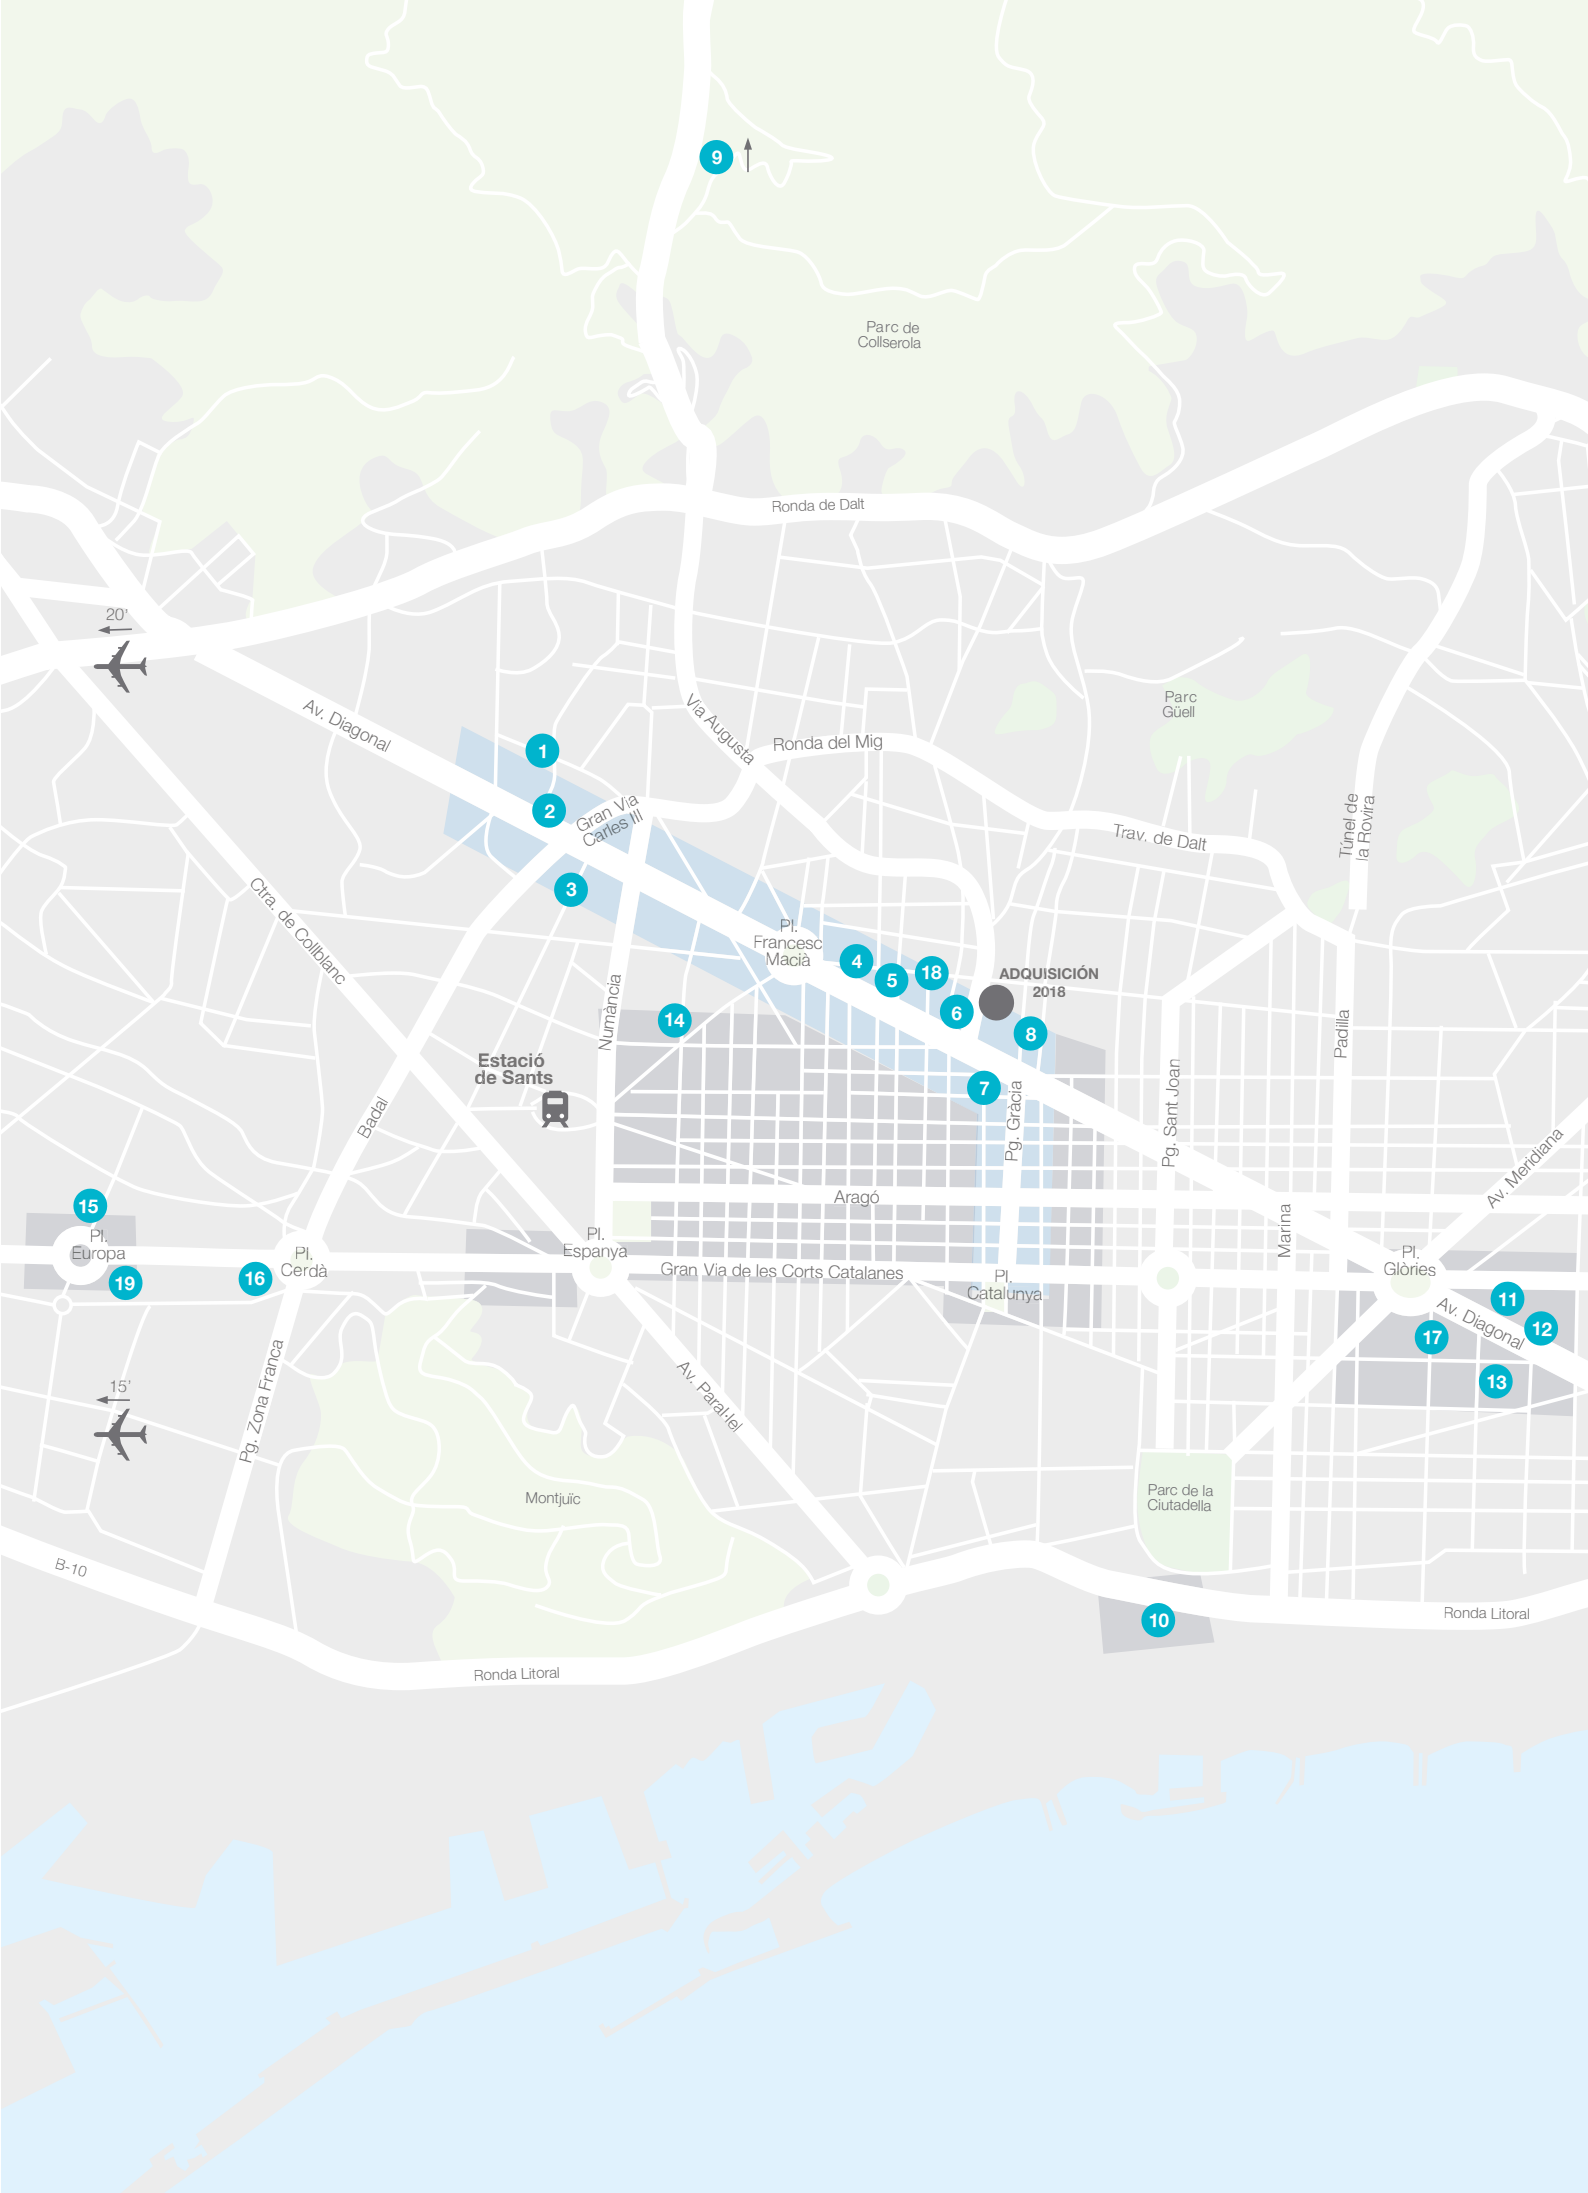 9
Parc de
Collserola
Ronda de Dalt
20'
Av. Diagonal
Via Augusta
Parc
Güell
1
Ronda del Mig
2
Gran Via
Carles III
Trav. de Dalt
Túnel de
la Rovira
3
Ctra. de Collblanc
Pl.
Francesc
Macià
4
5
18
6
ADQUISICIÓN
2018
8
14
Numància
Padilla
Estació
de Sants
7
Pg. Gràcia
Pg. Sant Joan
Badal
Av. Meridiana
Aragó
15
Pl.
Europa
19
16
Pl.
Cerdà
Pl.
Espanya
Gran Via de les Corts Catalanes
Pl.
Catalunya
Marina
Pl.
Glòries
11
Av. Diagonal
12
17
13
15'
Pg. Zona Franca
Av. Paral·lel
Montjuïc
Parc de la
Ciutadella
B-10
10
Ronda Litoral
Ronda Litoral